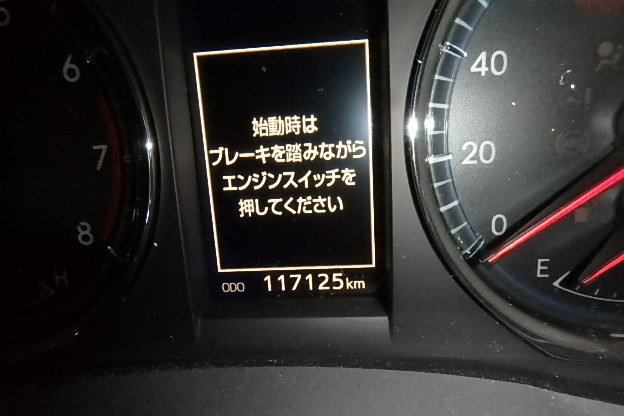 6
7
8
H
始動時は
ブレーキを踏みながら
エンジンスイッチを
押してください
ODO 117125km
40
20
0
E